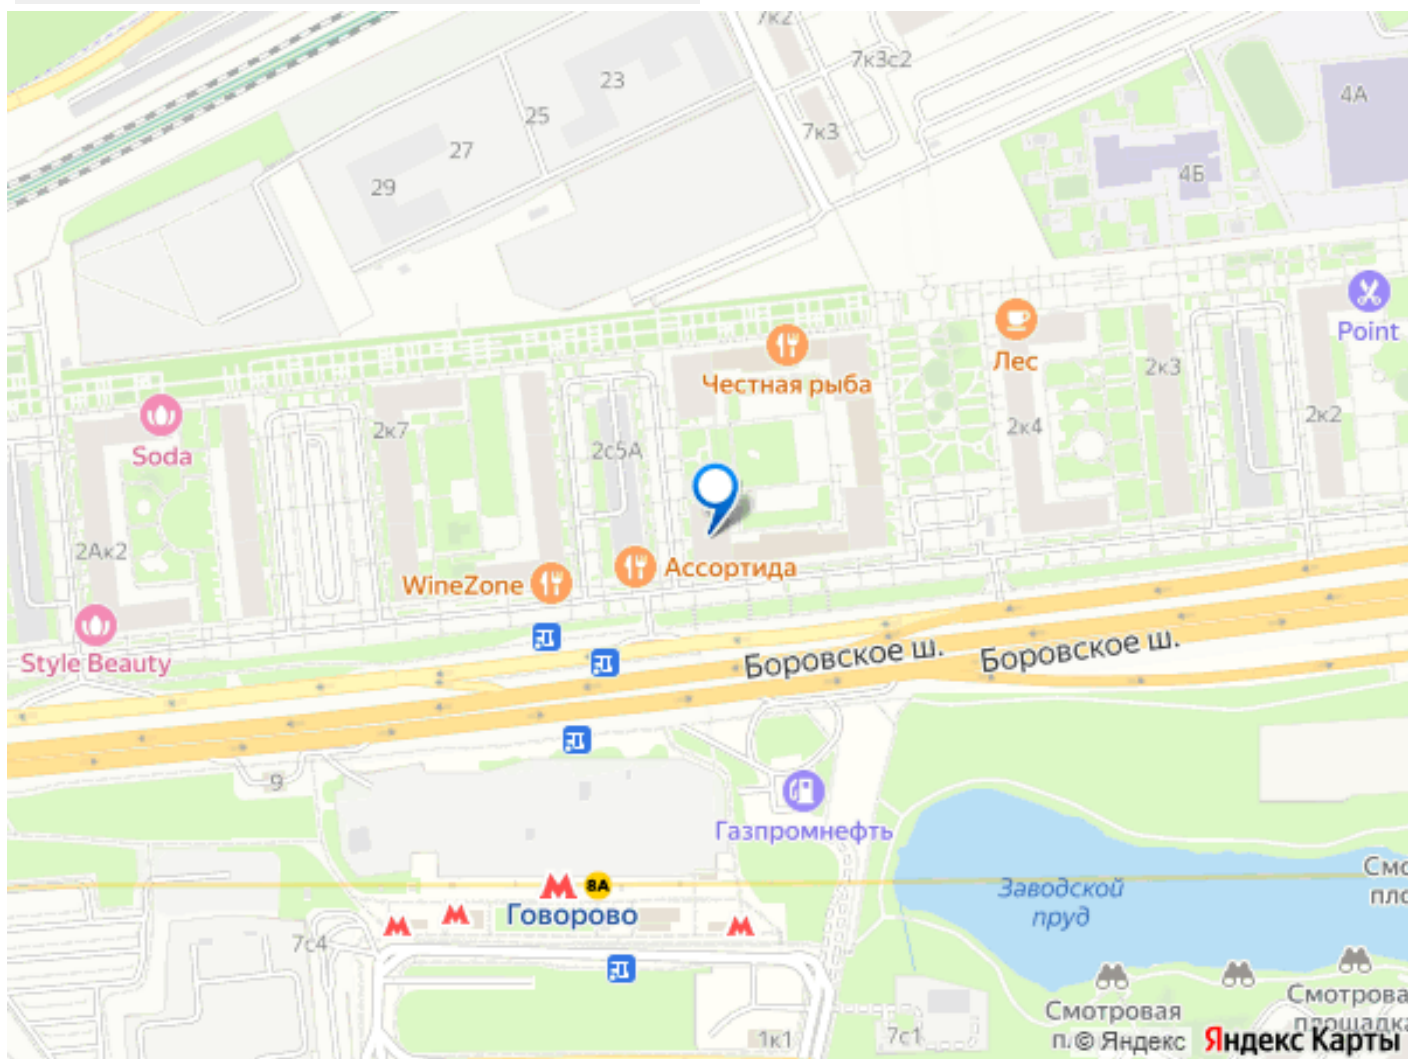 7к2
7к3с2
23
4А
25
7к3
27
4Б
29
Point
Лес
2к3
Честная рыба
2к2
2к7
2к4
Soda
2с5А
2Ак2
Ассортида
WineZone
Style Beauty
Боровское ш.
Боровское ш.
9
Газпромнефть
8А
Говорово
Заводской
пруд
Смо
пло
7с4
Смотровая
Смотрова
площадка
1к1
7с1
© Яндекс
Яндекс Карты